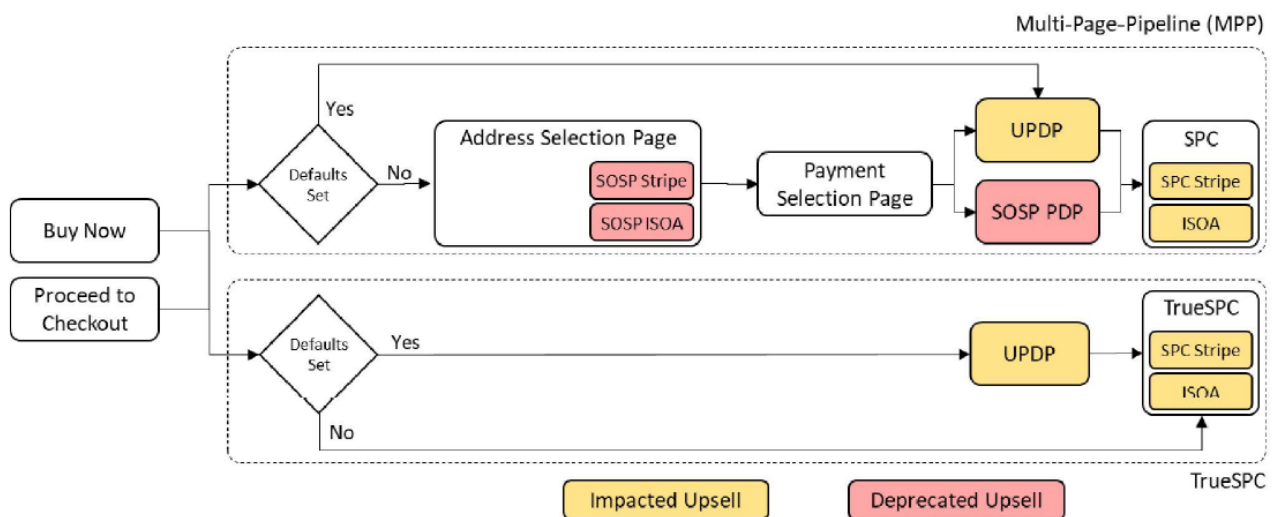 Multi-Page-Pipeline (MPP)
Yes
Defaults
Set
No
Address Selection Page
SOSP Stripe
SOSP ISOA
Payment
Selection Page
UPDP
SOSP PDP
SPC
SPC Stripe
ISOA
Buy Now
Proceed to
Checkout
Defaults
Set
Yes
No
UPDP
TrueSPC
SPC Stripe
ISOA
TrueSPC
Impacted Upsell
Deprecated Upsell